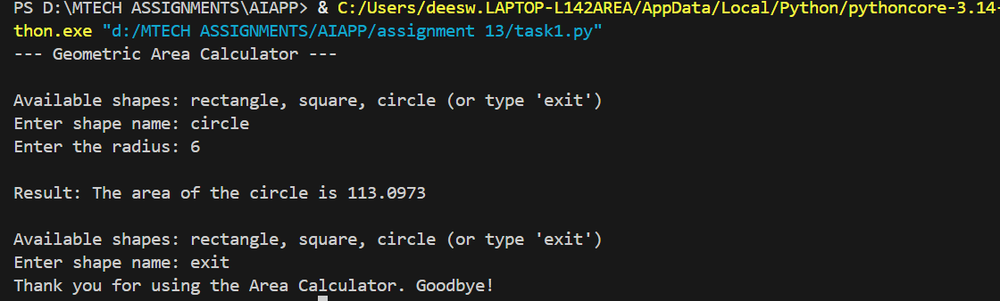 PS D:\MTECH ASSIGNMENTS\AIAPP> & C:/Users/deesw.LAPTOP-L142AREA/AppData/Local/Python/pythoncore-3.14-
thon.exe "d:/MTECH ASSIGNMENTS/AIAPP/assignment 13/task1.py"
--- Geometric Area Calculator ---
Available shapes: rectangle, square, circle (or type 'exit')
Enter shape name: circle
Enter the radius: 6
Result: The area of the circle is 113.0973
Available shapes: rectangle, square, circle (or type 'exit')
Enter shape name: exit
Thank you for using the Area Calculator. Goodbye!